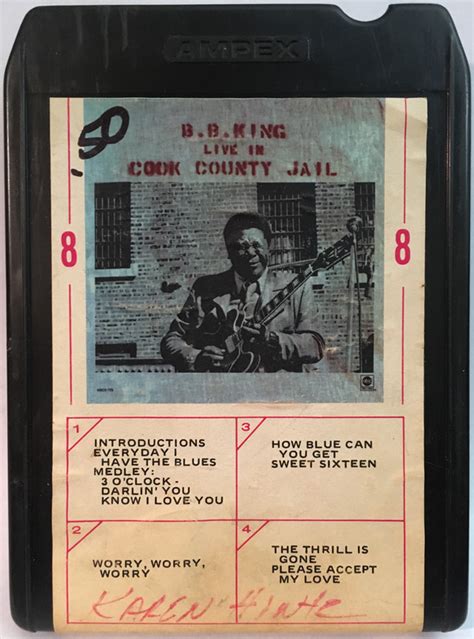 AMPEX
.50
B.B.KING
LIVE IN
COOK COUNTY JAIL
8
8
abc
1
INTRODUCTIONS
EVERYDAY I
HAVE THE BLUES
MEDLEY:
3 O'CLOCK -
DARLIN' YOU
KNOW I LOVE YOU
3
HOW BLUE CAN
YOU GET
SWEET SIXTEEN
2
WORRY, WORRY,
WORRY
4
THE THRILL IS
GONE
PLEASE ACCEPT
MY LOVE
KAREN